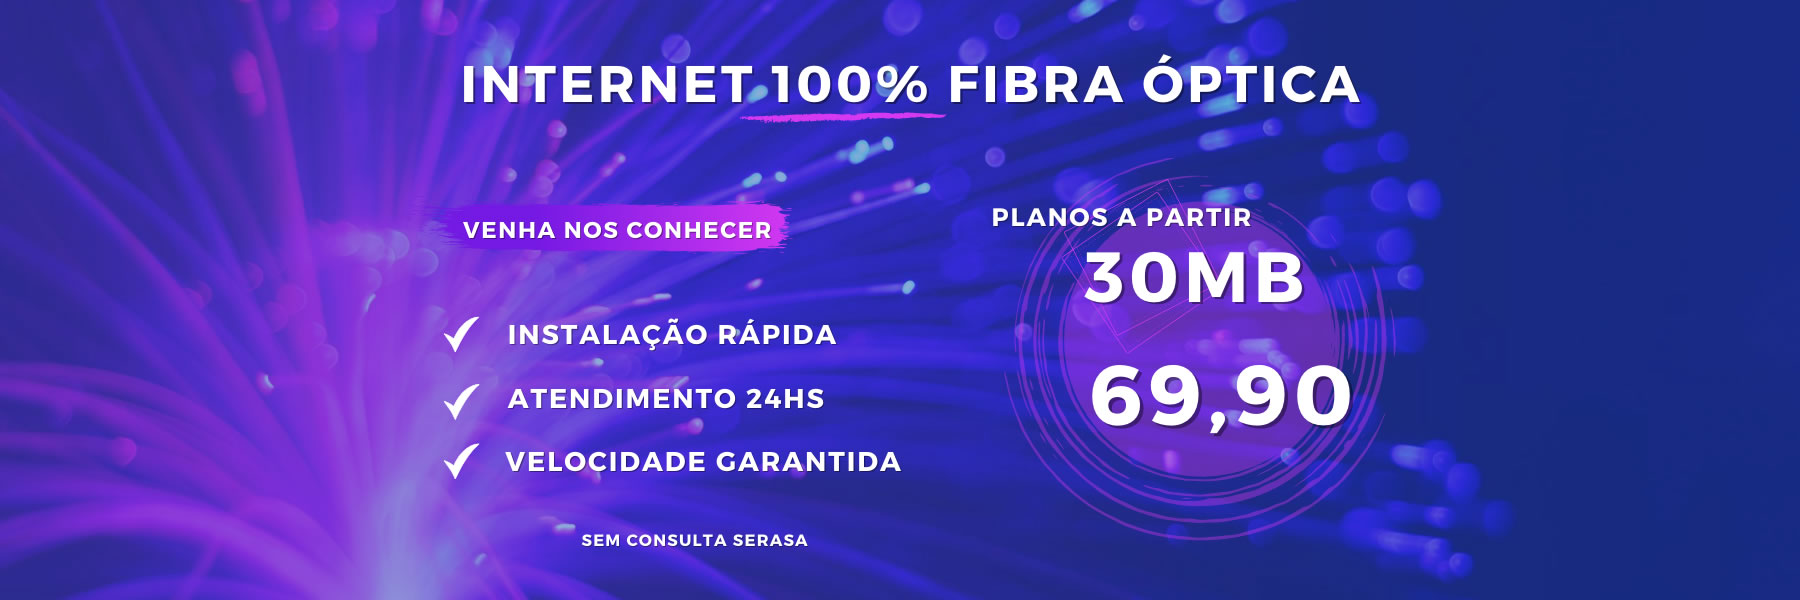 INTERNET 100% FIBRA ÓPTICA
VENHA NOS CONHECER
INSTALAÇÃO RÁPIDA
ATENDIMENTO 24HS
VELOCIDADE GARANTIDA
SEM CONSULTA SERASA
PLANOS A PARTIR
30MB
69,90